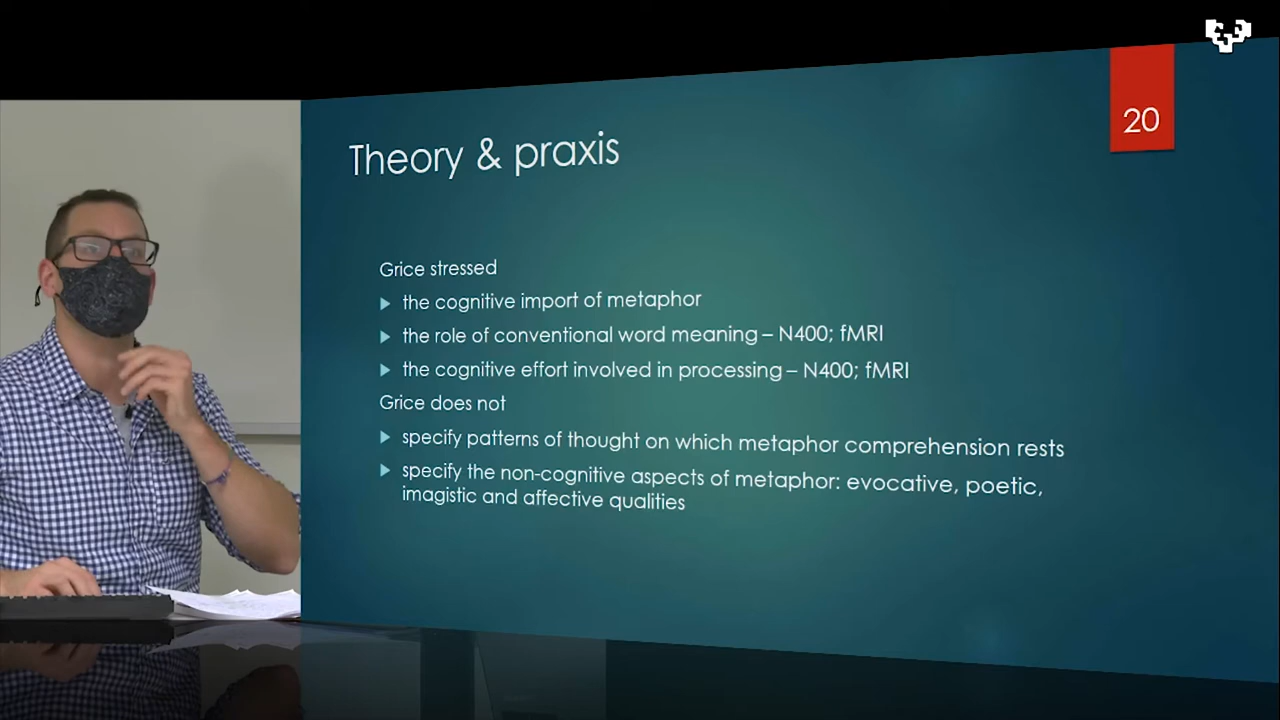 20
Theory & praxis
Grice stressed
the cognitive import of metaphor
the role of conventional word meaning – N400; fMRI
the cognitive effort involved in processing – N400; fMRI
Grice does not
specify patterns of thought on which metaphor comprehension rests
specify the non-cognitive aspects of metaphor: evocative, poetic,
imagistic and affective qualities